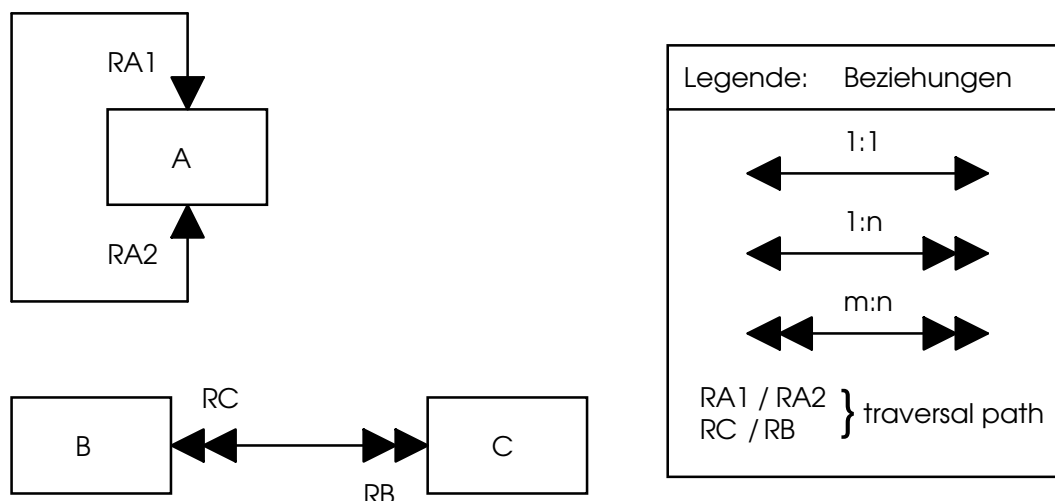 RA1
A
RA2
RC
B
C
RB
Legende: Beziehungen
1:1
1:n
m:n
RA1 / RA2
RC / RB
} traversal path